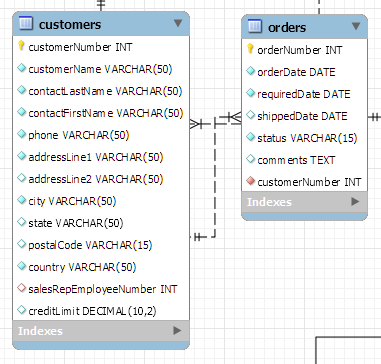 customers
customerNumber INT
customerName VARCHAR(50)
contactLastName VARCHAR(50)
contactFirstName VARCHAR(50)
phone VARCHAR(50)
addressLine1 VARCHAR(50)
addressLine2 VARCHAR(50)
city VARCHAR(50)
state VARCHAR(50)
postalCode VARCHAR(15)
country VARCHAR(50)
salesRepEmployeeNumber INT
creditLimit DECIMAL(10,2)
Indexes
orders
orderNumber INT
orderDate DATE
requiredDate DATE
shippedDate DATE
status VARCHAR(15)
comments TEXT
customerNumber INT
Indexes